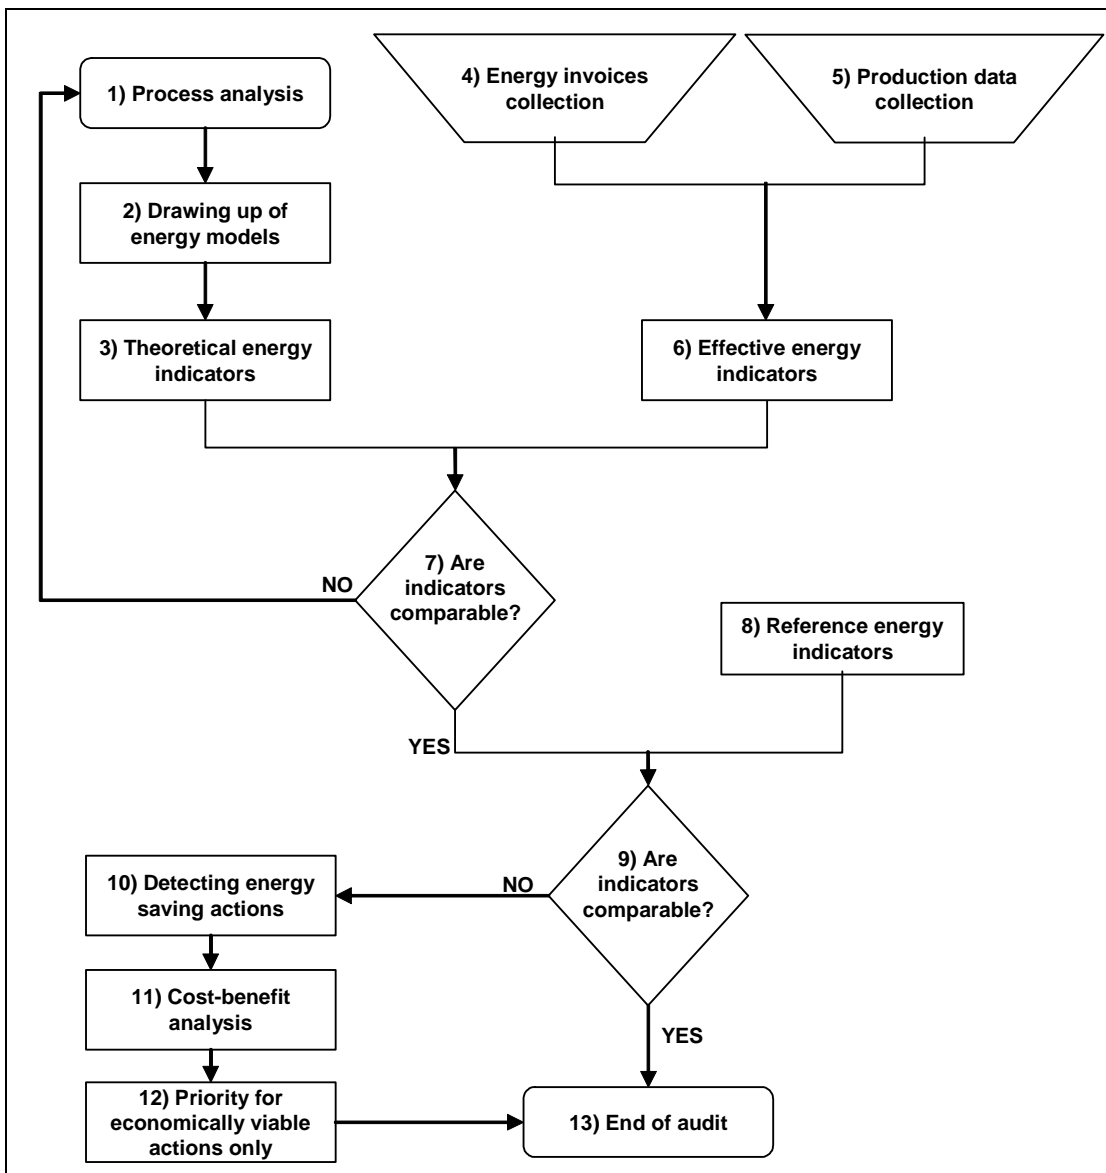 1) Process analysis
4) Energy invoices
collection
5) Production data
collection
2) Drawing up of
energy models
3) Theoretical energy
indicators
6) Effective energy
indicators
7) Are
indicators
comparable?
NO
8) Reference energy
indicators
YES
9) Are
indicators
comparable?
NO
10) Detecting energy
saving actions
11) Cost-benefit
analysis
YES
12) Priority for
economically viable
actions only
13) End of audit